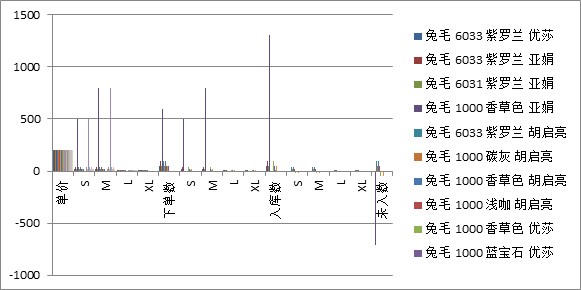 1500
1000
500
0
-500
-1000
单价
S
M
L
XL
下单数
S
M
L
XL
入库数
S
M
L
XL
未入数
兔毛 6033 紫罗兰 优莎
兔毛 6033 紫罗兰 亚娟
兔毛 6031 紫罗兰 亚娟
兔毛 1000 香草色 亚娟
兔毛 6033 紫罗兰 胡启亮
兔毛 1000 碳灰 胡启亮
兔毛 1000 香草色 胡启亮
兔毛 1000 浅咖 胡启亮
兔毛 1000 香草色 优莎
兔毛 1000 蓝宝石 优莎